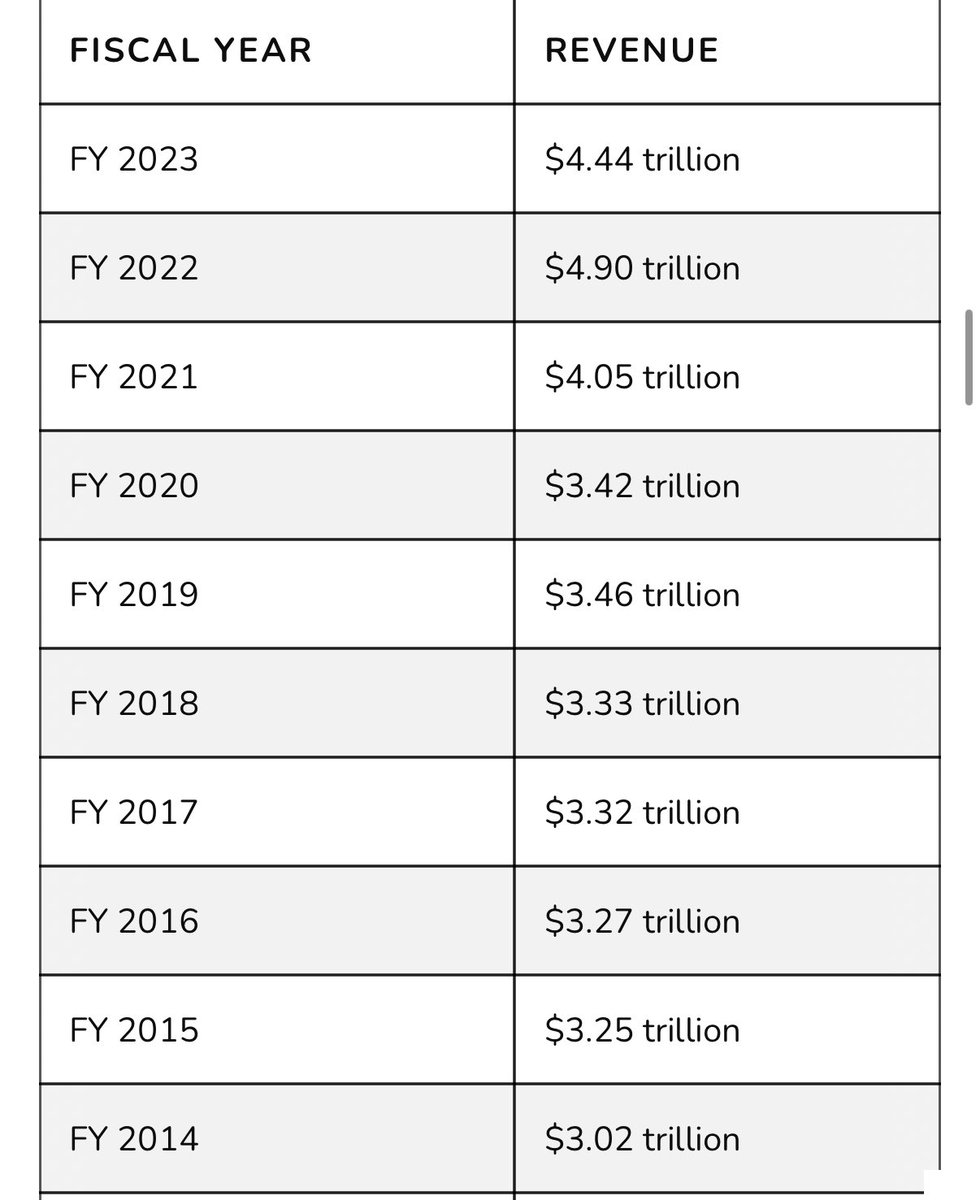 FISCAL YEAR REVENUE
FY 2023 $4.44 trillion
FY 2022 $4.90 trillion
FY 2021 $4.05 trillion
FY 2020 $3.42 trillion
FY 2019 $3.46 trillion
FY 2018 $3.33 trillion
FY 2017 $3.32 trillion
FY 2016 $3.27 trillion
FY 2015 $3.25 trillion
FY 2014 $3.02 trillion